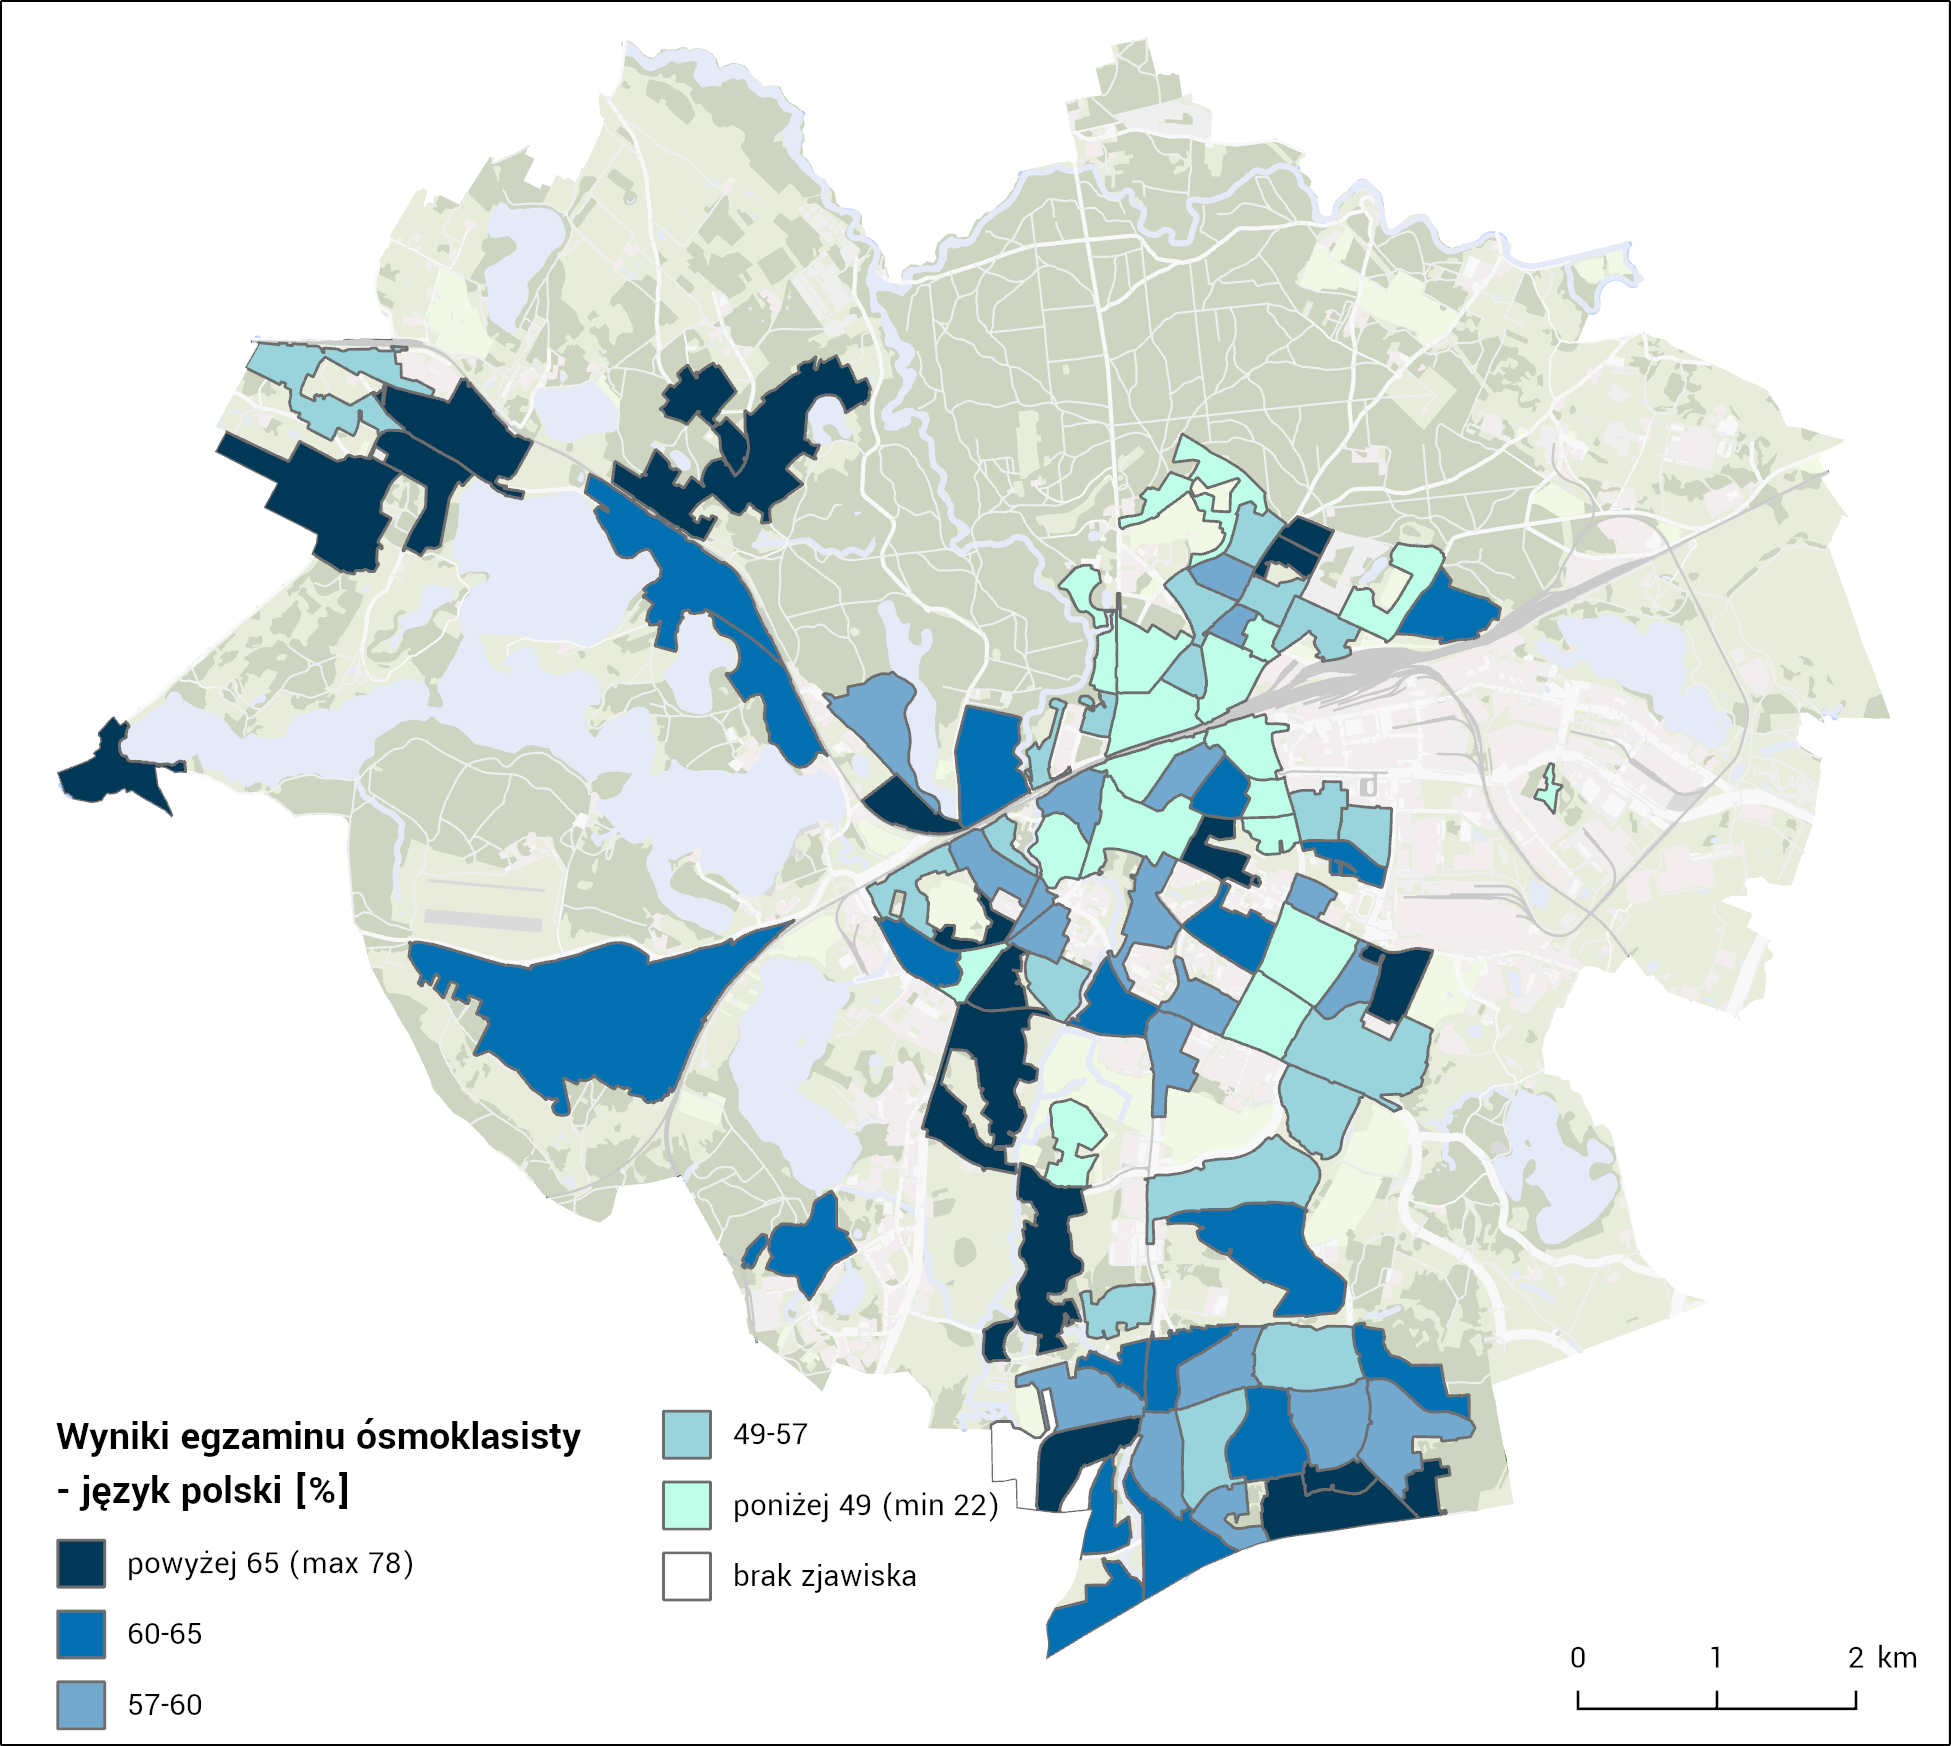 Wyniki egzaminu ósmoklasisty
- język polski [%]
powyżej 65 (max 78)
60-65
57-60
49-57
poniżej 49 (min 22)
brak zjawiska
0 1 2 km